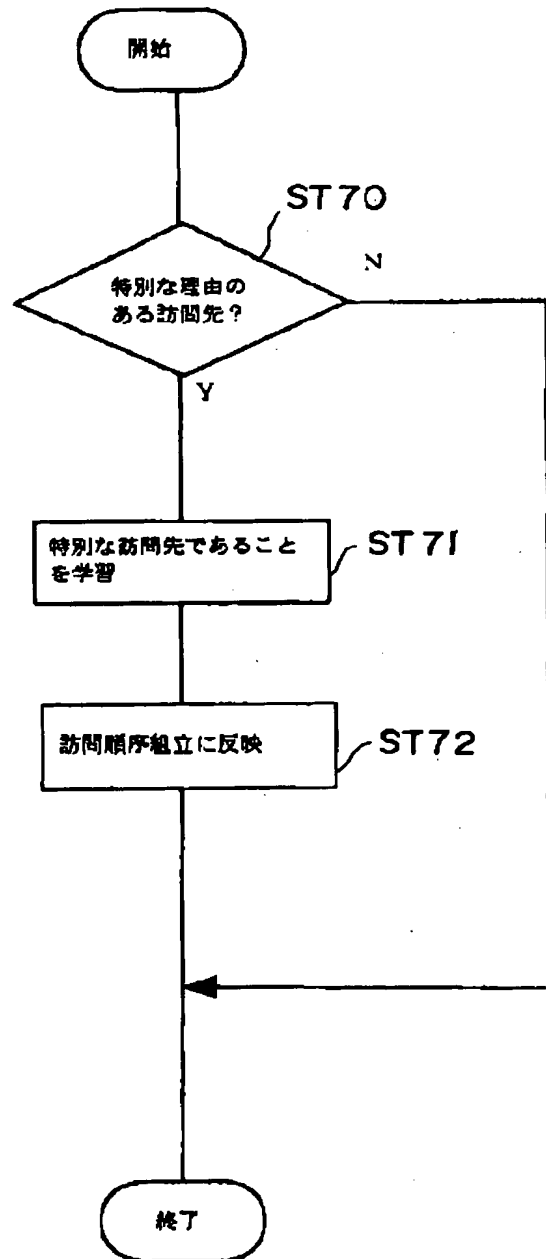 開始
ST70
N
特別な理由の
ある訪問先？
Y
特別な訪問先であること
を学習
ST71
訪問順序組立に反映
ST72
終了